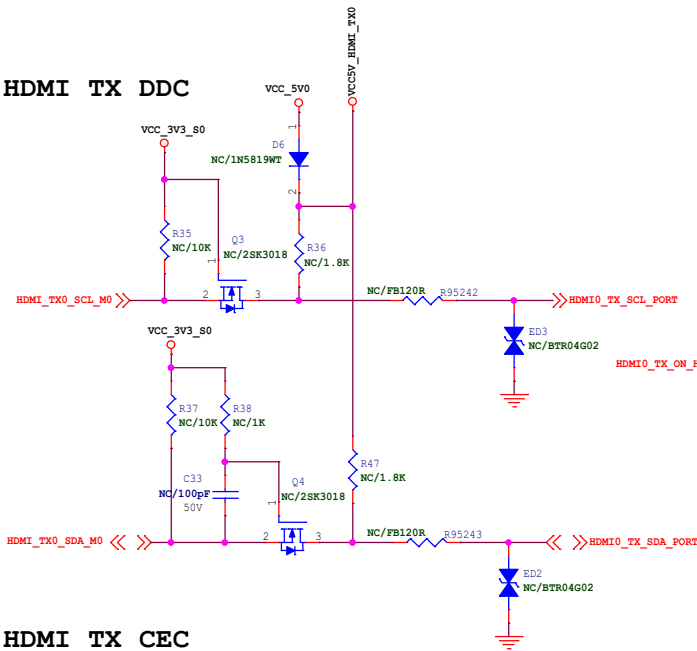 VCC5V_HDMI_TX0
HDMI TX DDC
VCC_5V0
VCC_3V3_S0
1
D6
NC/1N5819WT
2
R35
NC/10K
Q3
NC/2SK3018
1
R36
NC/1.8K
HDMI_TX0_SCL_M0
2
3
NC/FB120R
R95242
HDMI0_TX_SCL_PORT
VCC_3V3_S0
ED3
NC/BTR04G02
HDMI0_TX_ON_H
R37
NC/10K
R38
NC/1K
R47
NC/1.8K
C33
NC/100pF
50V
Q4
NC/2SK3018
1
HDMI_TX0_SDA_M0
2
3
NC/FB120R
R95243
HDMI0_TX_SDA_PORT
ED2
NC/BTR04G02
HDMI TX CEC